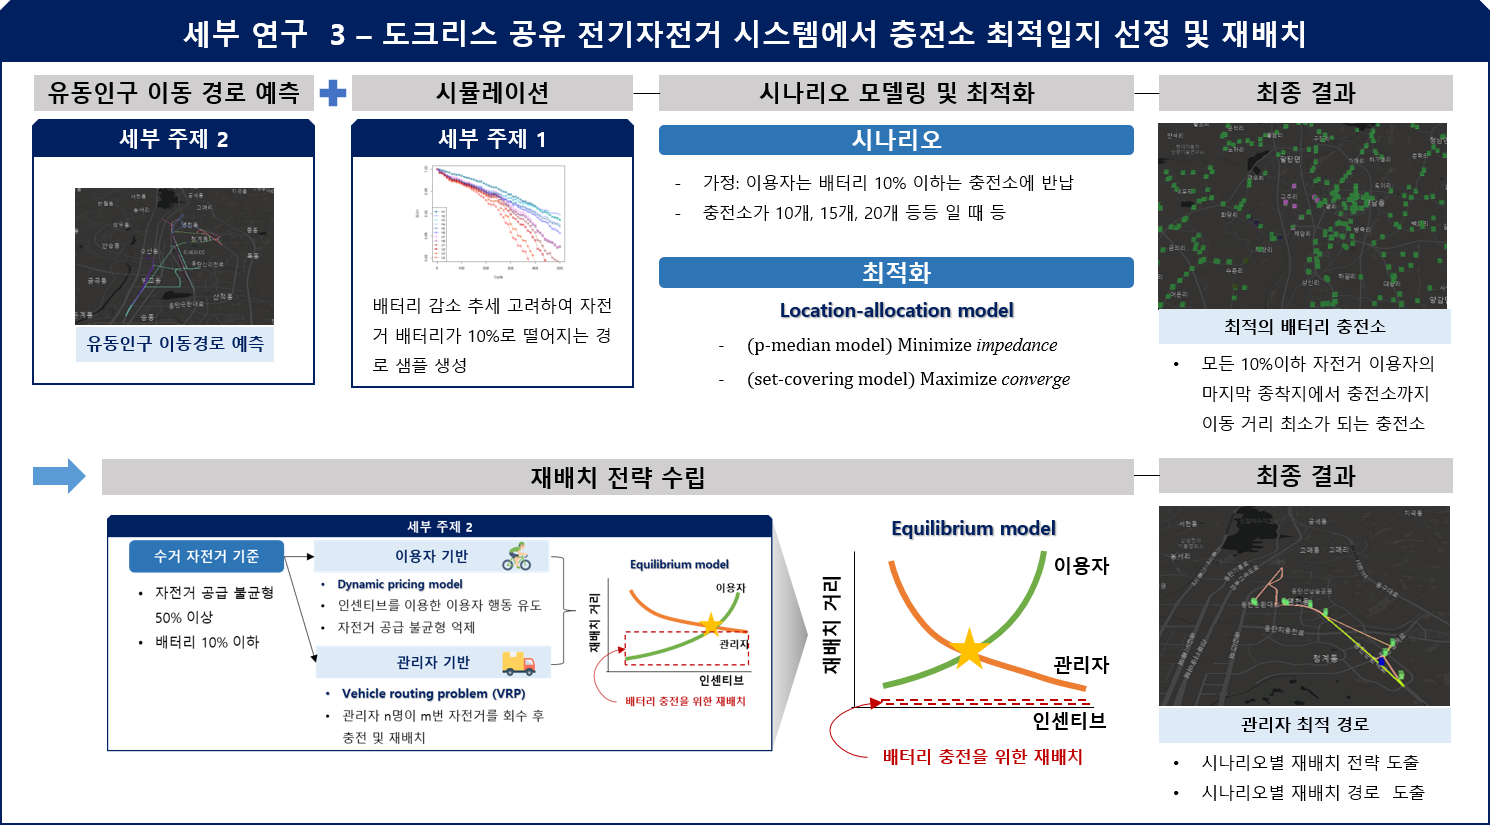 세부 연구 3 – 도크리스 공유 전기자전거 시스템에서 충전소 최적입지 선정 및 재배치
유동인구 이동 경로 예측
시뮬레이션
시나리오 모델링 및 최적화
최종 결과
세부 주제 2
유동인구 이동경로 예측
세부 주제 1
배터리 감소 추세 고려하여 자전
거 배터리가 10%로 떨어지는 경
로 샘플 생성
시나리오
- 가정: 이용자는 배터리 10% 이하는 충전소에 반납
- 충전소가 10개, 15개, 20개 등등 일 때 등
최적화
Location-allocation model
- (p-median model) Minimize impedance
- (set-covering model) Maximize converge
최적의 배터리 충전소
• 모든 10%이하 자전거 이용자의
마지막 종착지에서 충전소까지
이동 거리 최소가 되는 충전소
재배치 전략 수립
최종 결과
세부 주제 2
수거 자전거 기준
• 자전거 공급 불균형
50% 이상
• 배터리 10% 이하
이용자 기반
• Dynamic pricing model
• 인센티브를 이용한 이용자 행동 유도
• 자전거 공급 불균형 억제
관리자 기반
• Vehicle routing problem (VRP)
• 관리자 n명이 m번 자전거를 회수 후
충전 및 재배치
Equilibrium model
이용자
재배치 거리
관리자
인센티브
배터리 충전을 위한 재배치
Equilibrium model
이용자
재배치 거리
관리자
인센티브
배터리 충전을 위한 재배치
청계동
관리자 최적 경로
• 시나리오별 재배치 전략 도출
• 시나리오별 재배치 경로 도출